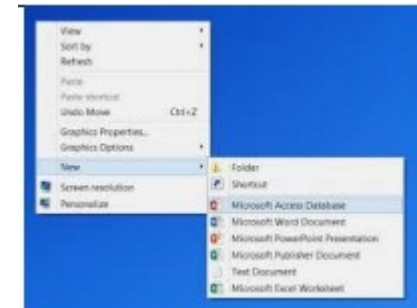 View
Sort by
Refresh
Paste
Paste shortcut
Undo Move Ctrl+Z
Graphics Properties...
Graphics Options
New
Screen resolution
Personalize
Folder
Shortcut
Microsoft Access Database
Microsoft Word Document
Microsoft PowerPoint Presentation
Microsoft Publisher Document
Text Document
Microsoft Excel Worksheet